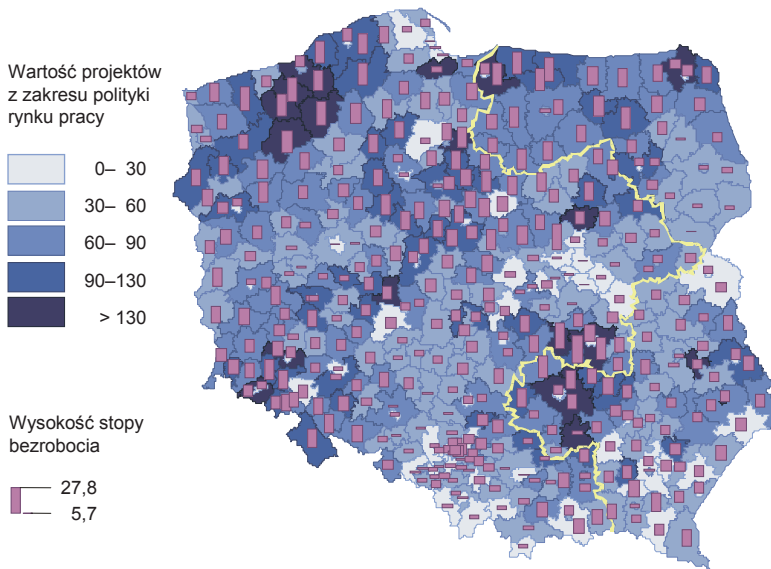 Wartość projektów
z zakresu polityki
rynku pracy
0– 30
30– 60
60– 90
90–130
> 130
Wysokość stopy
bezrobocia
27,8
5,7